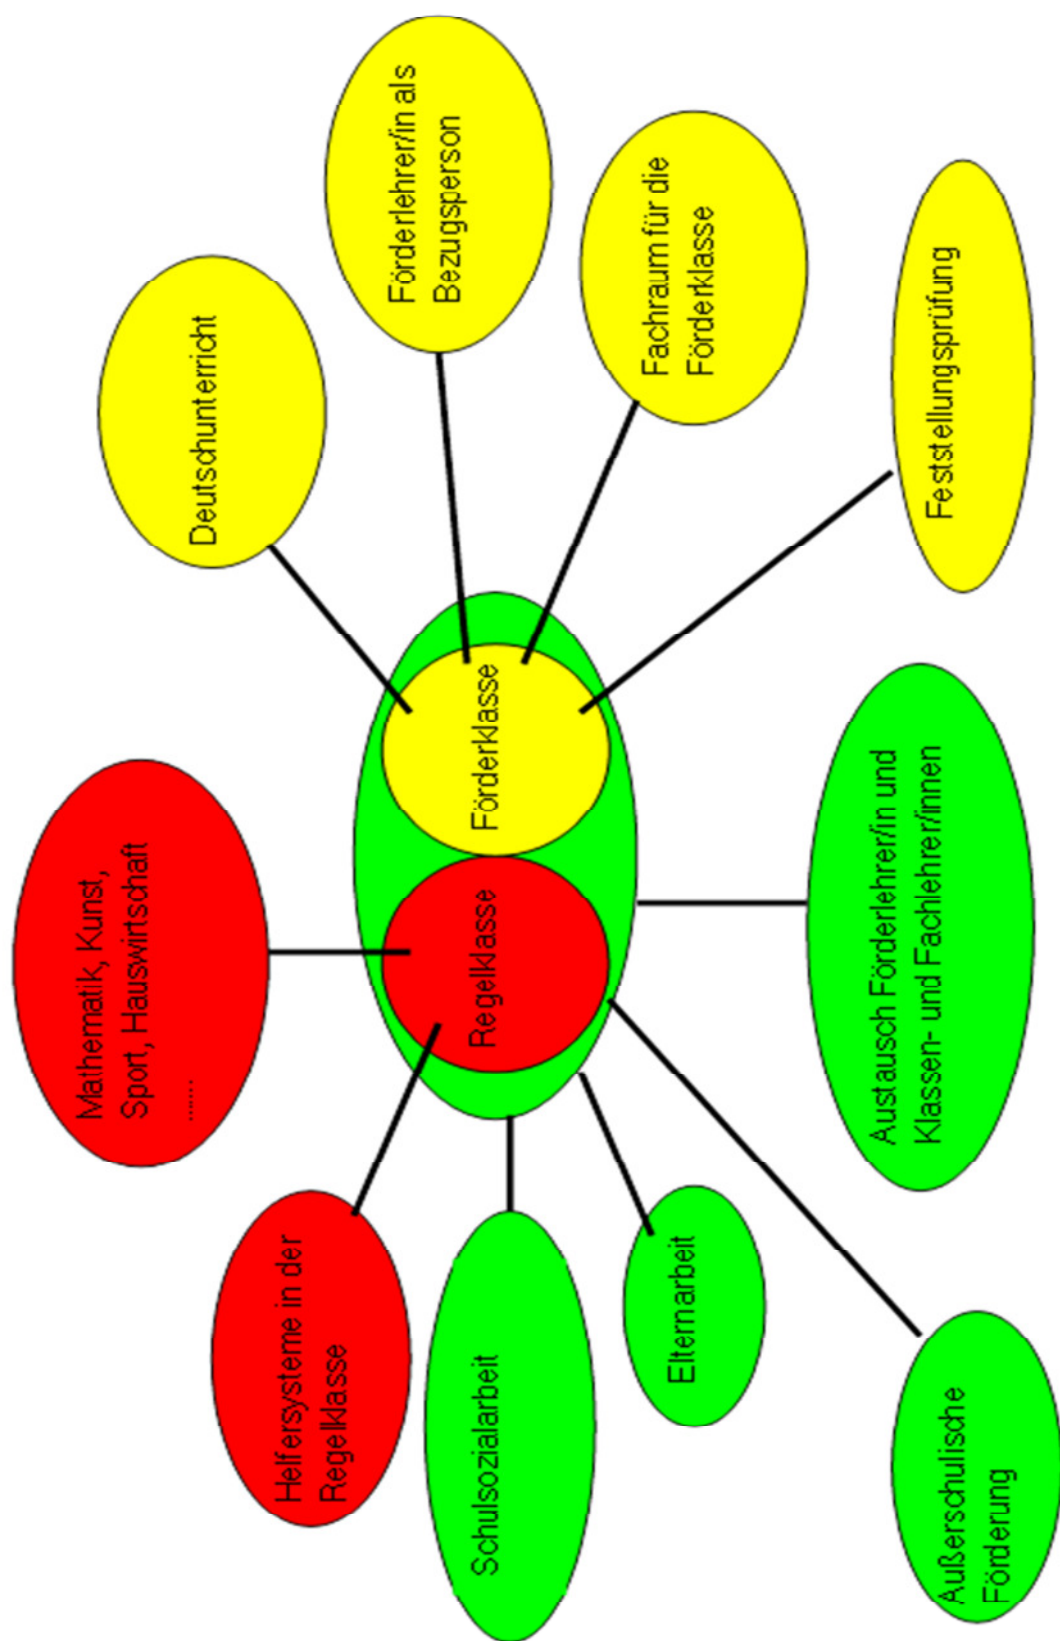 Mathematik, Kunst,
Sport, Hauswirtschaft
.......
Deutschunterricht
Helfersysteme in der
Regelklasse
Förderlehrer/in als
Bezugsperson
Schulsozialarbeit
Regelklasse
Förderklasse
Fachraum für die
Förderklasse
Elternarbeit
Austausch Förderlehrer/in und
Klassen- und Fachlehrer/innen
Feststellungsprüfung
Außerschulische
Förderung